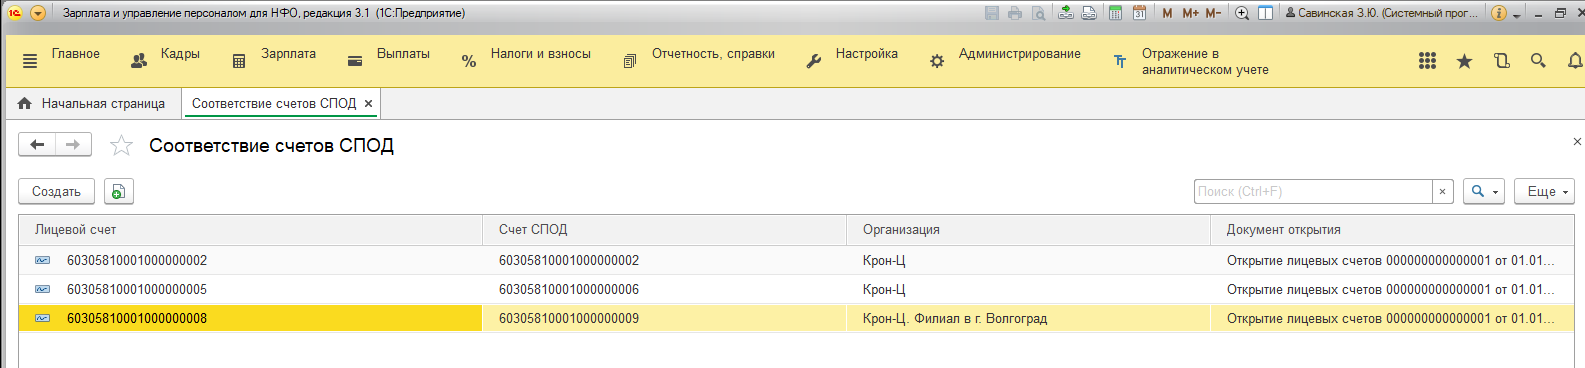 Зарплата и управление персоналом для НФО, редакция 3.1 (1С:Предприятие)
M M+ M- Савинская З.Ю. (Системный прог...
Главное Кадры Зарплата Выплаты Налоги и взносы Отчетность, справки Настройка Администрирование Отражение в аналитическом учете
Начальная страница Соответствие счетов СПОД
Соответствие счетов СПОД
Создать Поиск (Ctrl+F) Еще
Лицевой счет Счет СПОД Организация Документ открытия
60305810001000000002 60305810001000000002 Крон-Ц Открытие лицевых счетов 000000000000001 от 01.01...
60305810001000000005 60305810001000000006 Крон-Ц Открытие лицевых счетов 000000000000001 от 01.01...
60305810001000000008 60305810001000000009 Крон-Ц. Филиал в г. Волгоград Открытие лицевых счетов 000000000000001 от 01.01...